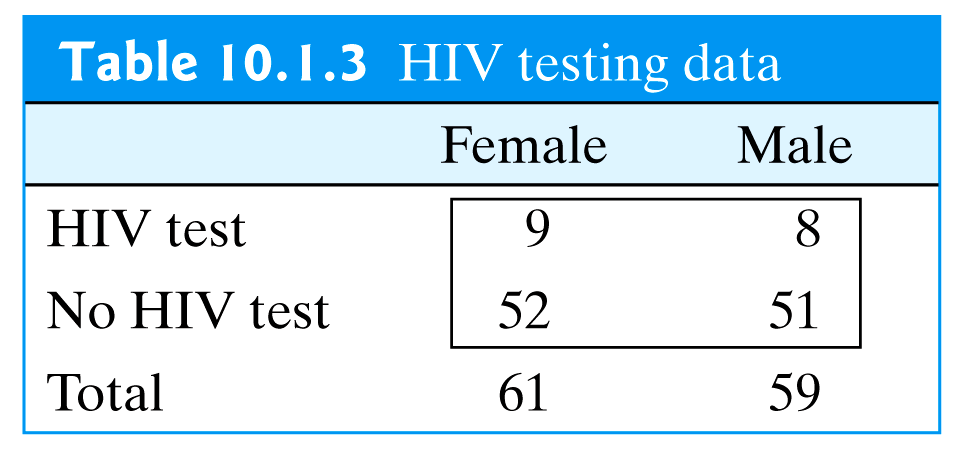 Table 10.1.3 HIV testing data
Female Male
HIV test 9 8
No HIV test 52 51
Total 61 59